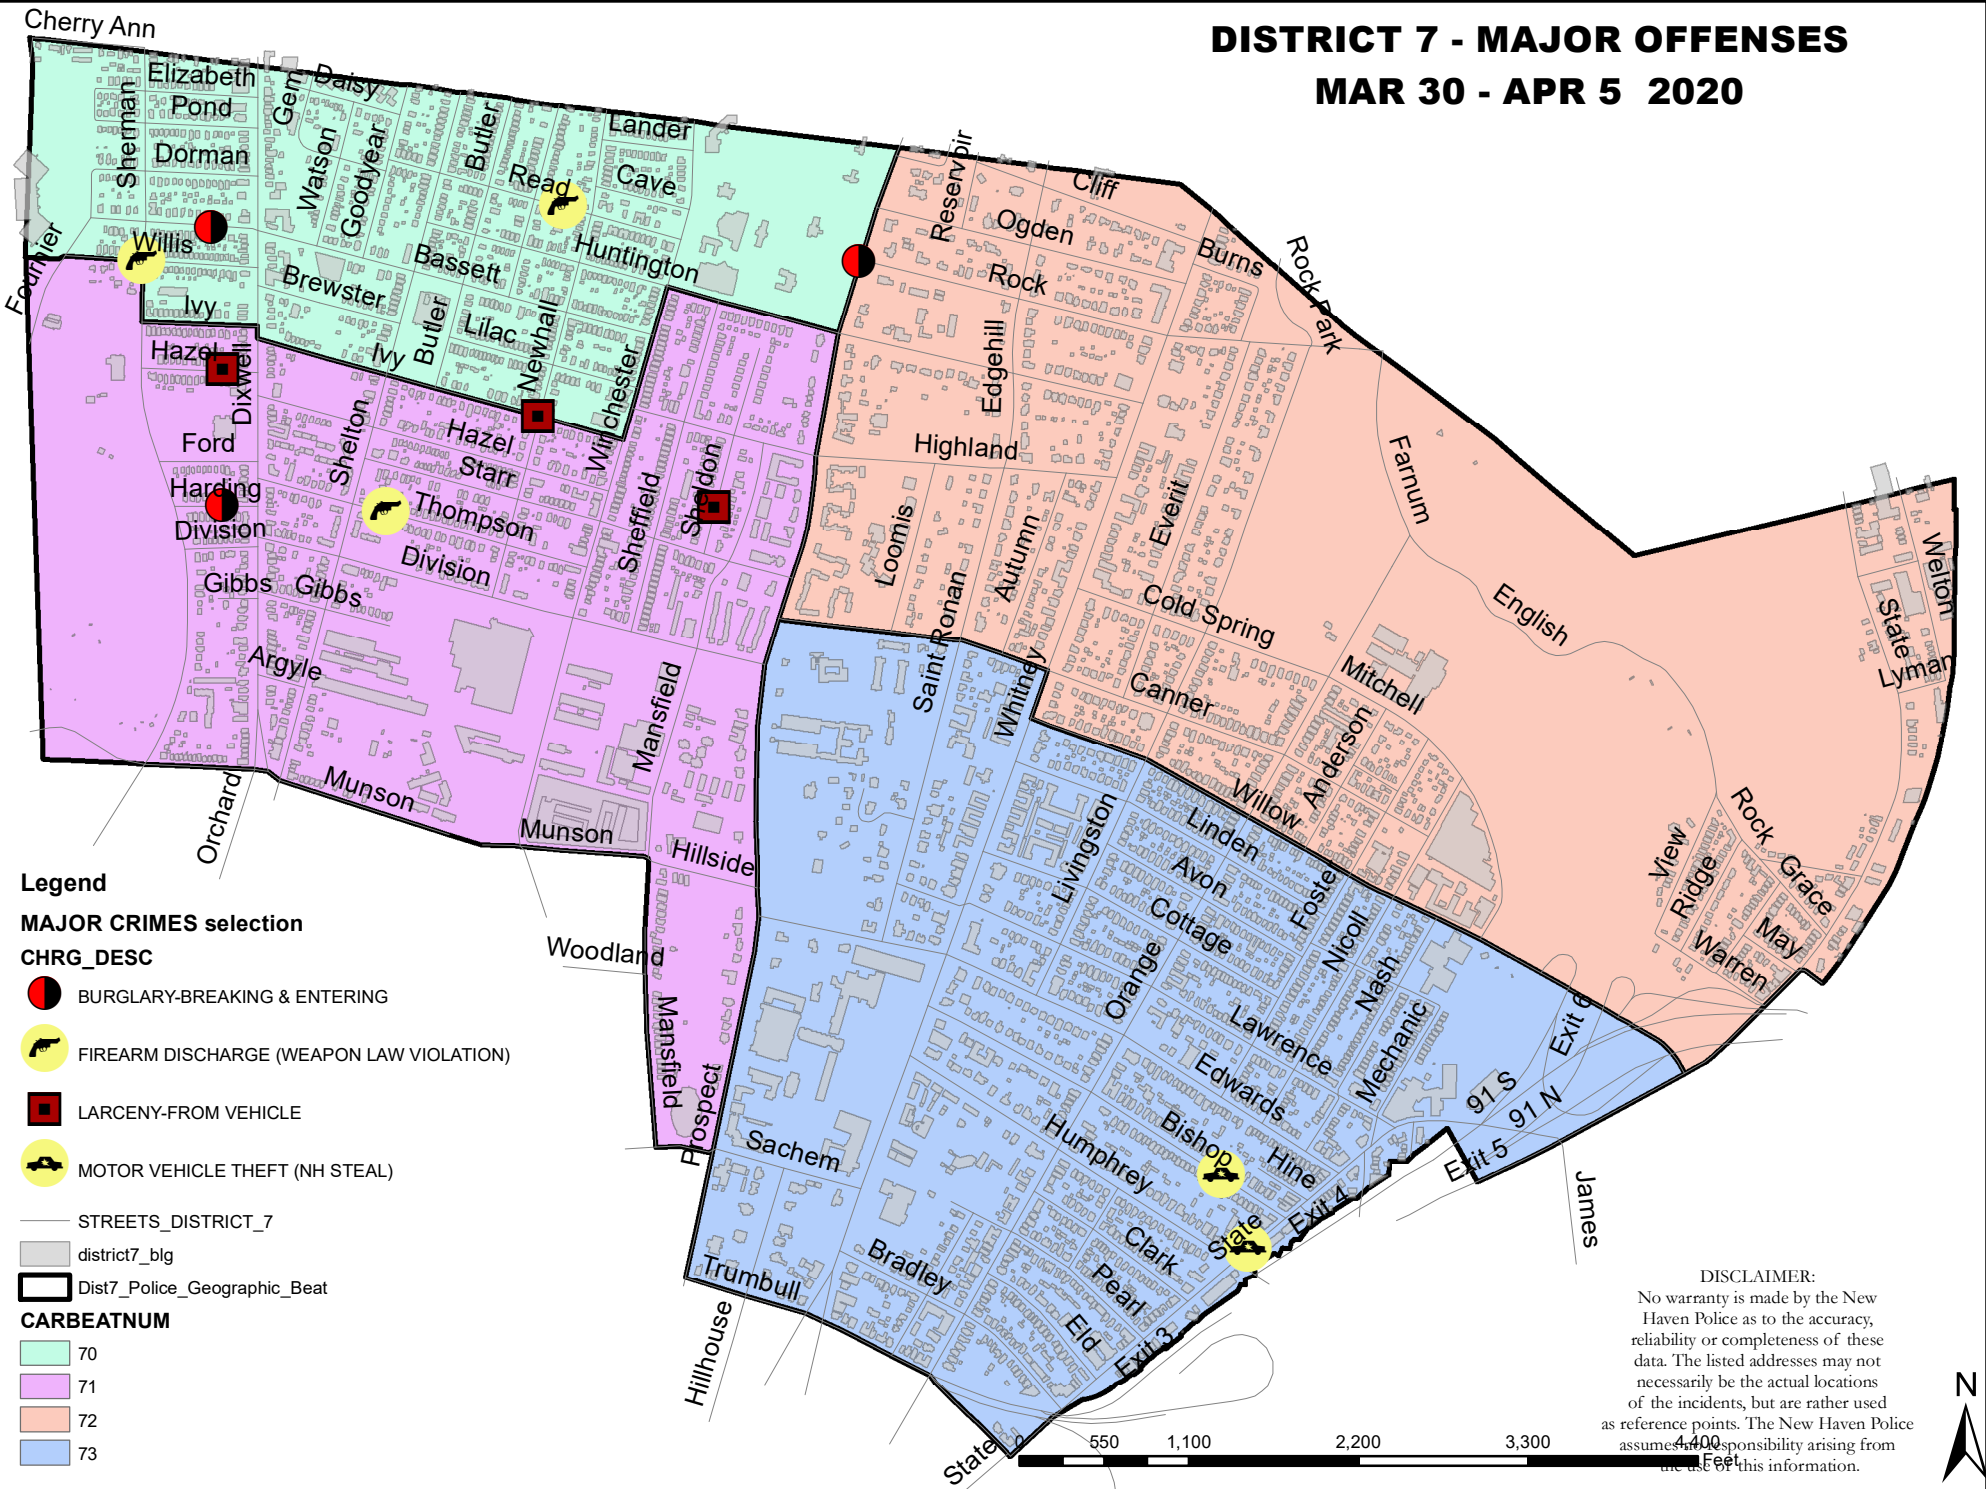 DISTRICT 7 - MAJOR OFFENSES
MAR 30 - APR 5 2020
Cherry Ann
Elizabeth
Pond
Sherman
Dorman
Gem
Daisy
Watson
Goodyear
Butler
Read
Lander
Cave
Huntington
Willis
Fournier
Ivy
Brewster
Bassett
Butler
Lilac
Newhall
Ivy
Winchester
Reservoir
Cliff
Ogden
Rock
Burns
Rock Park
Edgehill
Highland
Farnum
Everit
Loomis
Autumn
Saint Ronan
Whitney
Cold Spring
English
Mitchell
Canner
Anderson
Willow
Welton
State
Lyman
View
Ridge
Rock
Grace
May
Warren
Hazel
Dixwell
Ford
Harding
Division
Shelton
Hazel
Starr
Thompson
Division
Sheffield
Sheldon
Gibbs
Gibbs
Argyle
Mansfield
Munson
Munson
Orchard
Hillside
Woodland
Mansfield
Prospect
Livingston
Linden
Avon
Cottage
Foster
Nicoll
Nash
Orange
Lawrence
Mechanic
Edwards
Bishop
Hine
Humphrey
Sachem
Exit 6
91 S
91 N
Exit 5
Exit 4
State
James
Clark
Pearl
Eld
Exit 3
Bradley
Trumbull
Hillhouse
State
Legend
MAJOR CRIMES selection
CHRG_DESC
BURGLARY-BREAKING & ENTERING
FIREARM DISCHARGE (WEAPON LAW VIOLATION)
LARCENY-FROM VEHICLE
MOTOR VEHICLE THEFT (NH STEAL)
STREETS_DISTRICT_7
district7_blg
Dist7_Police_Geographic_Beat
CARBEATNUM
70
71
72
73
DISCLAIMER:
No warranty is made by the New
Haven Police as to the accuracy,
reliability or completeness of these
data. The listed addresses may not
necessarily be the actual locations
of the incidents, but are rather used
as reference points. The New Haven Police
assumes no responsibility arising from
the use of this information.
0 550 1,100 2,200 3,300 4,400
Feet
N